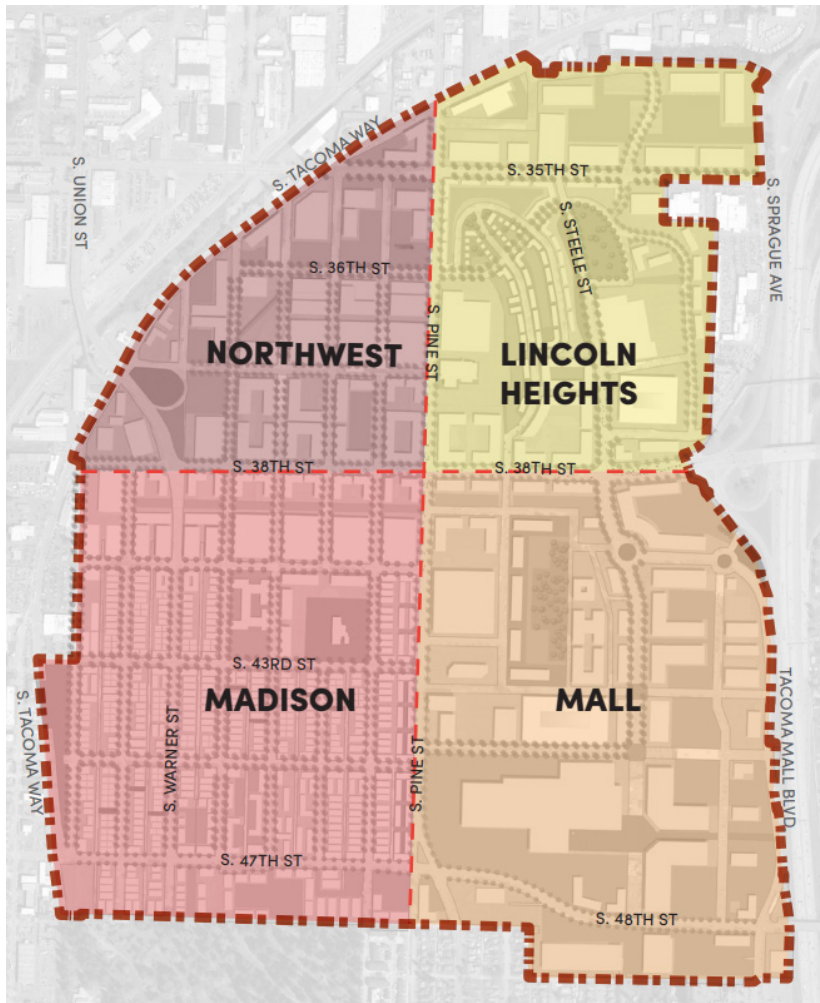 S. TACOMA WAY
S. UNION ST
S. 35TH ST
S. SPRAGUE AVE
S. STEELE ST
S. 36TH ST
S. PINE ST
NORTHWEST
LINCOLN
HEIGHTS
S. 38TH ST
S. 38TH ST
S. 43RD ST
MADISON
MALL
S. TACOMA WAY
S. WARNER ST
S. PINE ST
TACOMA MALL BLVD
S. 47TH ST
S. 48TH ST